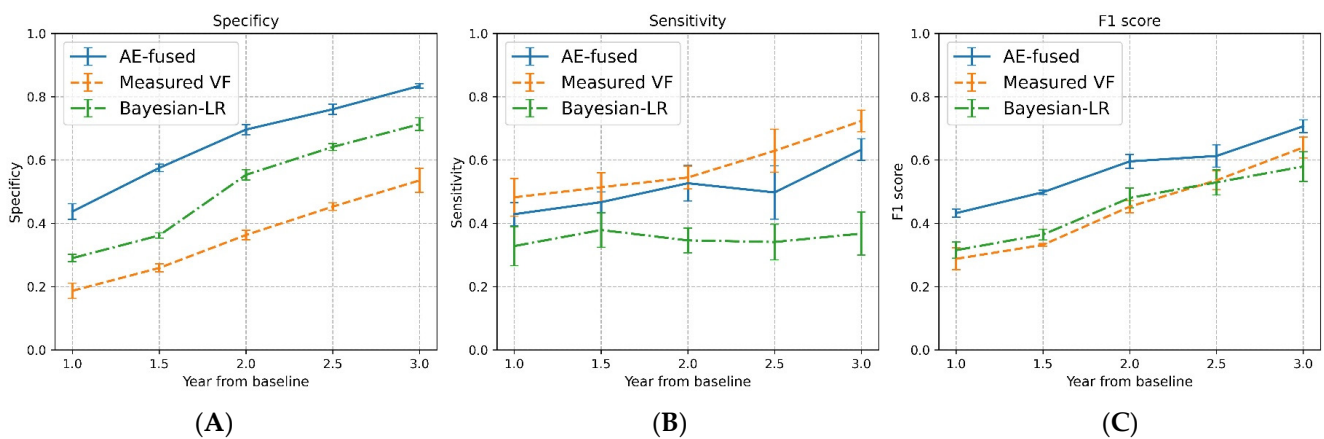 Specificy
1.0
0.8
0.6
0.4
0.2
0.0
Specificy
AE-fused
Measured VF
Bayesian-LR
1.0 1.5 2.0 2.5 3.0
Year from baseline
(A)
Sensitivity
1.0
0.8
0.6
0.4
0.2
0.0
Sensitivity
AE-fused
Measured VF
Bayesian-LR
1.0 1.5 2.0 2.5 3.0
Year from baseline
(B)
F1 score
1.0
0.8
0.6
0.4
0.2
0.0
F1 score
AE-fused
Measured VF
Bayesian-LR
1.0 1.5 2.0 2.5 3.0
Year from baseline
(C)